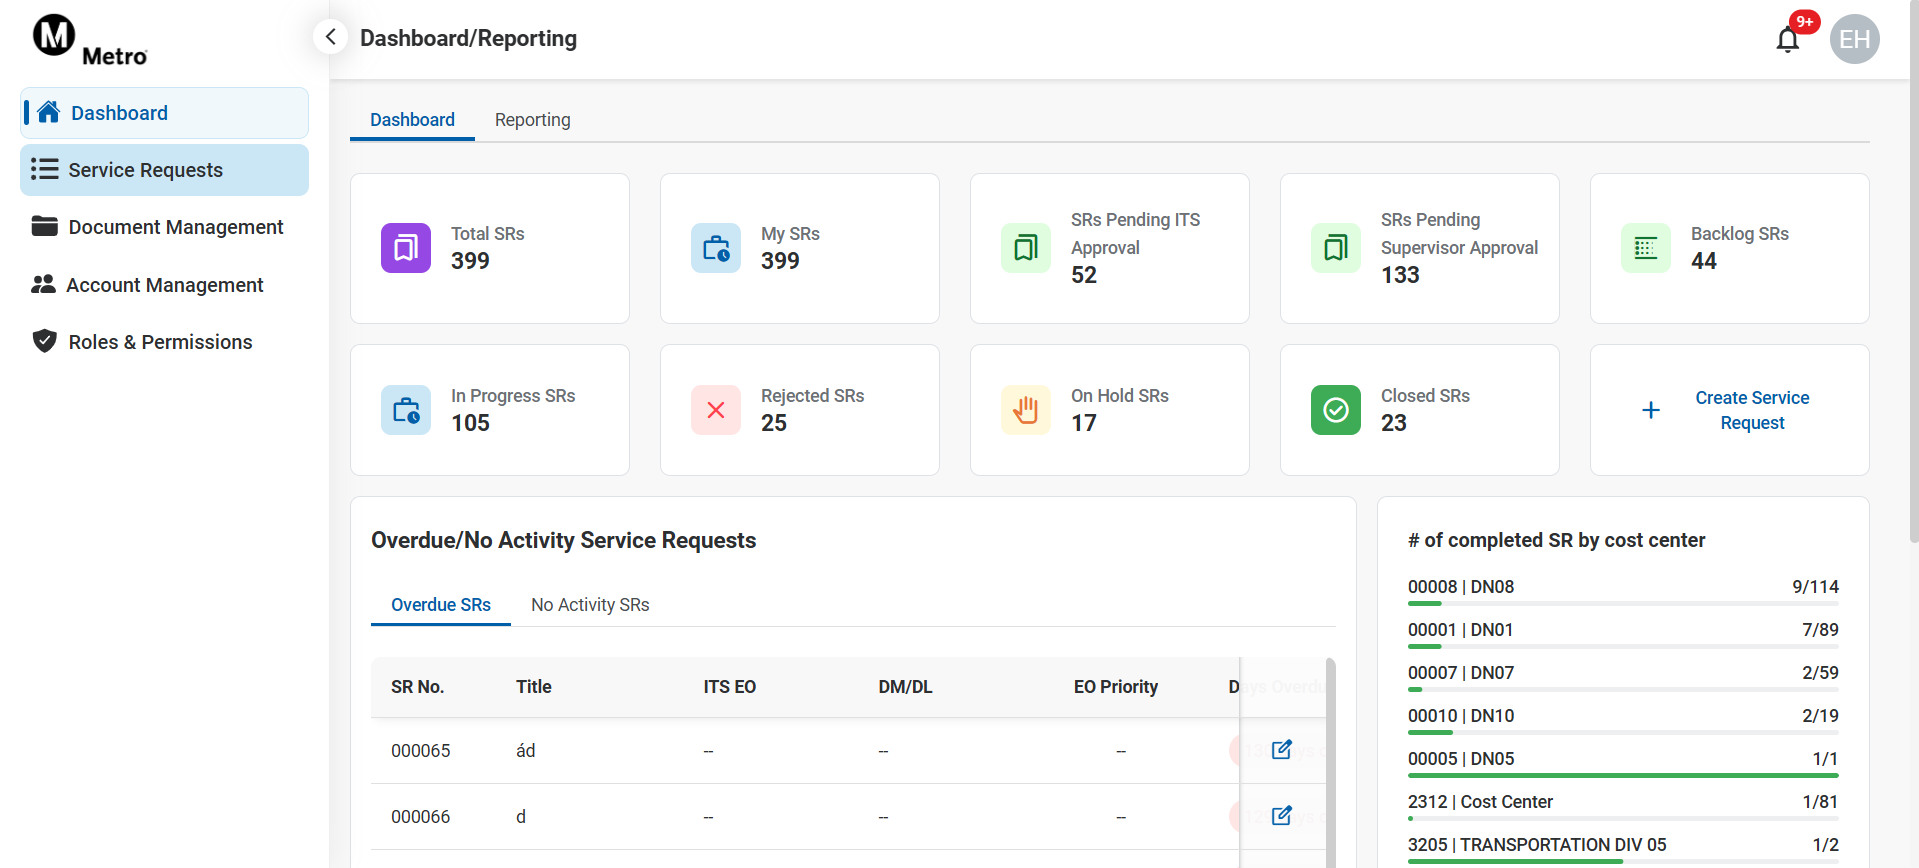 M Metro
Dashboard/Reporting
9+
EH
Dashboard
Service Requests
Document Management
Account Management
Roles & Permissions
Dashboard
Reporting
Total SRs
399
My SRs
399
SRs Pending ITS
Approval
52
SRs Pending
Supervisor Approval
133
Backlog SRs
44
In Progress SRs
105
Rejected SRs
25
On Hold SRs
17
Closed SRs
23
+ Create Service
Request
Overdue/No Activity Service Requests
Overdue SRs
No Activity SRs
SR No. Title ITS EO DM/DL EO Priority Days Overdu
000065 ád -- -- --
000066 d -- -- --
# of completed SR by cost center
00008 | DN08 9/114
00001 | DN01 7/89
00007 | DN07 2/59
00010 | DN10 2/19
00005 | DN05 1/1
2312 | Cost Center 1/81
3205 | TRANSPORTATION DIV 05 1/2